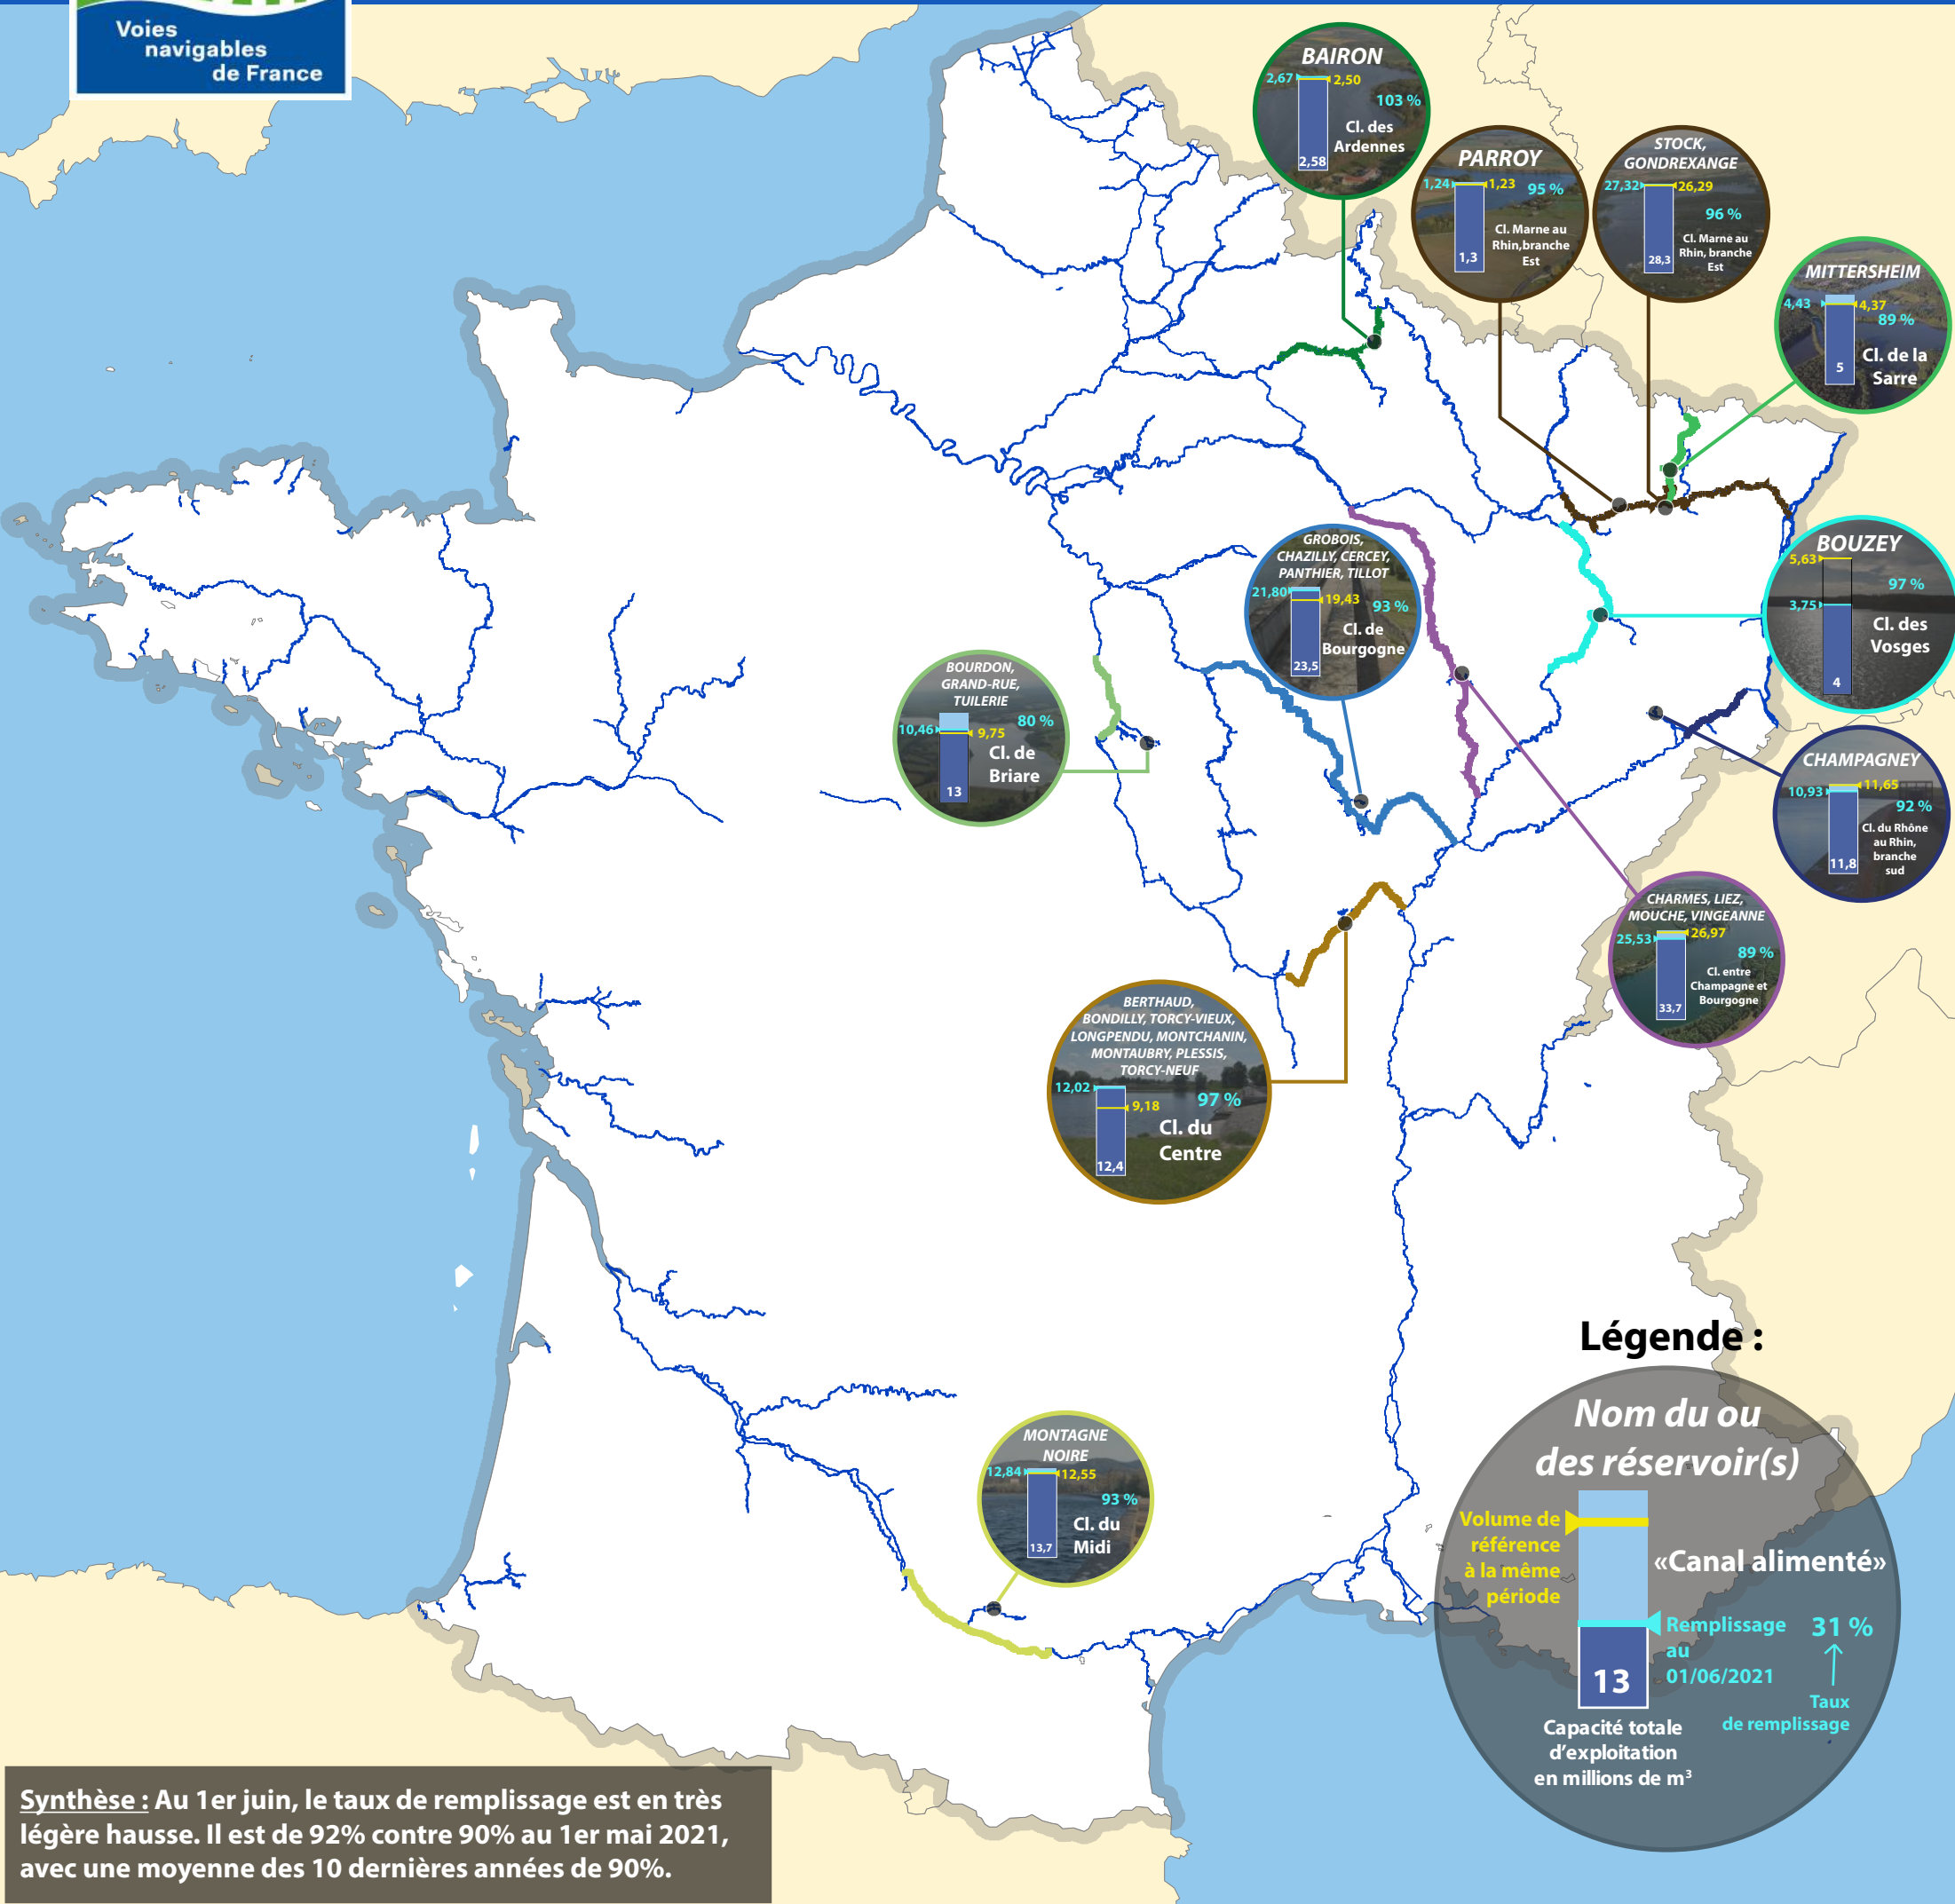 Voies
navigables
de France
BAIRON
2,67
2,50
103 %
Cl. des
Ardennes
2,58
PARROY
1,24
1,23
95 %
Cl. Marne au
Rhin,branche
Est
1,3
STOCK,
GONDREXANGE
27,32
26,29
96 %
Cl. Marne au
Rhin, branche
Est
28,3
MITTERSHEIM
4,43
4,37
89 %
Cl. de la
Sarre
5
GROBOIS,
CHAZILLY, CERCEY,
PANTHIER, TILLOT
21,80
19,43
93 %
Cl. de
Bourgogne
23,5
BOUZEY
5,63
97 %
3,75
Cl. des
Vosges
4
BOURDON,
GRAND-RUE,
TUILERIE
10,46
9,75
80 %
Cl. de
Briare
13
CHAMPAGNEY
11,65
10,93
92 %
Cl. du Rhône
au Rhin,
branche
sud
11,8
CHARMES, LIEZ,
MOUCHE, VINGEANNE
25,53
26,97
89 %
Cl. entre
Champagne et
Bourgogne
33,7
BERTHAUD,
BONDILLY, TORCY-VIEUX,
LONGPENDU, MONTCHANIN,
MONTAUBRY, PLESSIS,
TORCY-NEUF
12,02
9,18
97 %
Cl. du
Centre
12,4
MONTAGNE
NOIRE
12,84
12,55
93 %
Cl. du
Midi
13,7
Légende :
Nom du ou
des réservoir(s)
Volume de
référence
à la même
période
«Canal alimenté»
Remplissage
au
01/06/2021
31 %
13
Taux
de remplissage
Capacité totale
d'exploitation
en millions de m³
Synthèse : Au 1er juin, le taux de remplissage est en très
légère hausse. Il est de 92% contre 90% au 1er mai 2021,
avec une moyenne des 10 dernières années de 90%.